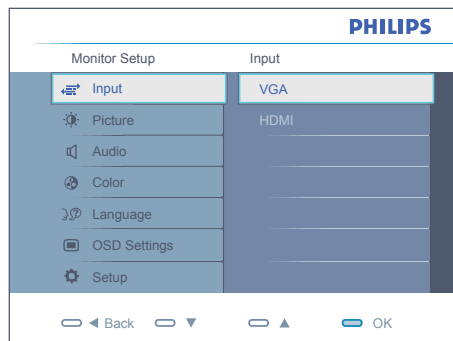 PHILIPS
Monitor Setup
Input
Input
VGA
Picture
HDMI
Audio
Color
Language
OSD Settings
Setup
Back
OK